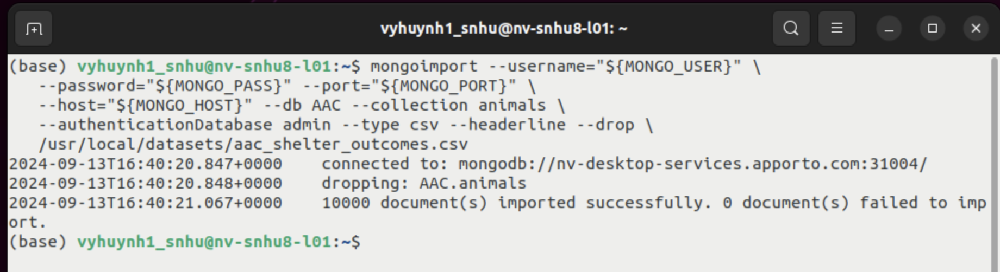 vyhuynh1_snhu@nv-snhu8-l01: ~
(base) vyhuynh1_snhu@nv-snhu8-l01:~$ mongoimport --username="${MONGO_USER}" \
--password="${MONGO_PASS}" --port="${MONGO_PORT}" \
--host="${MONGO_HOST}" --db AAC --collection animals \
--authenticationDatabase admin --type csv --headerline --drop \
/usr/local/datasets/aac_shelter_outcomes.csv
2024-09-13T16:40:20.847+0000    connected to: mongodb://nv-desktop-services.apporto.com:31004/
2024-09-13T16:40:20.848+0000    dropping: AAC.animals
2024-09-13T16:40:21.067+0000    10000 document(s) imported successfully. 0 document(s) failed to imp
ort.
(base) vyhuynh1_snhu@nv-snhu8-l01:~$